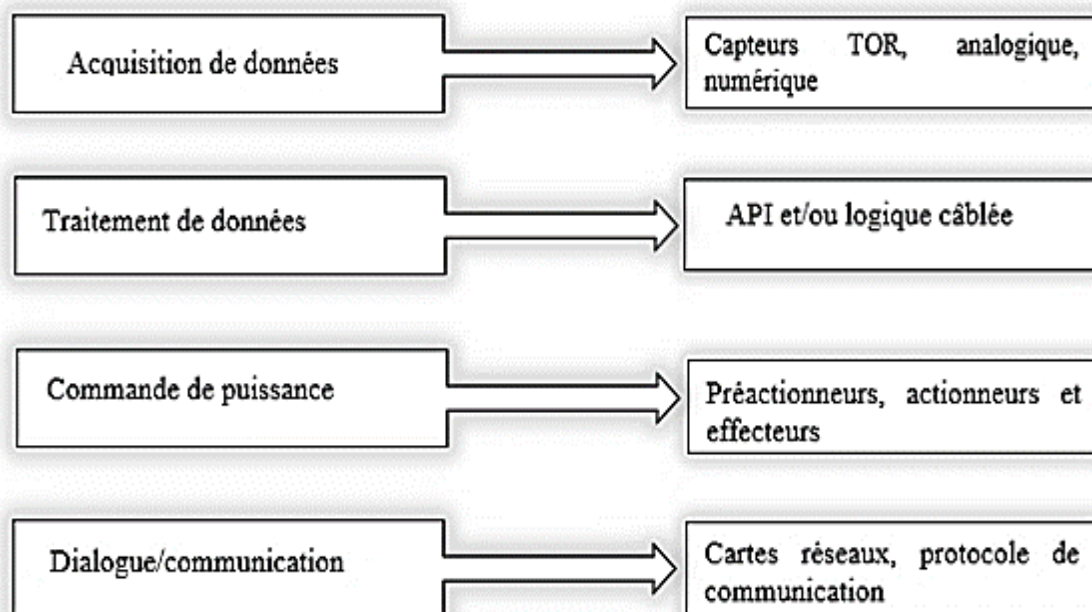 Acquisition de données
Capteurs TOR, analogique,
numérique
Traitement de données
API et/ou logique câblée
Commande de puissance
Préactionneurs, actionneurs et
effecteurs
Dialogue/communication
Cartes réseaux, protocole de
communication